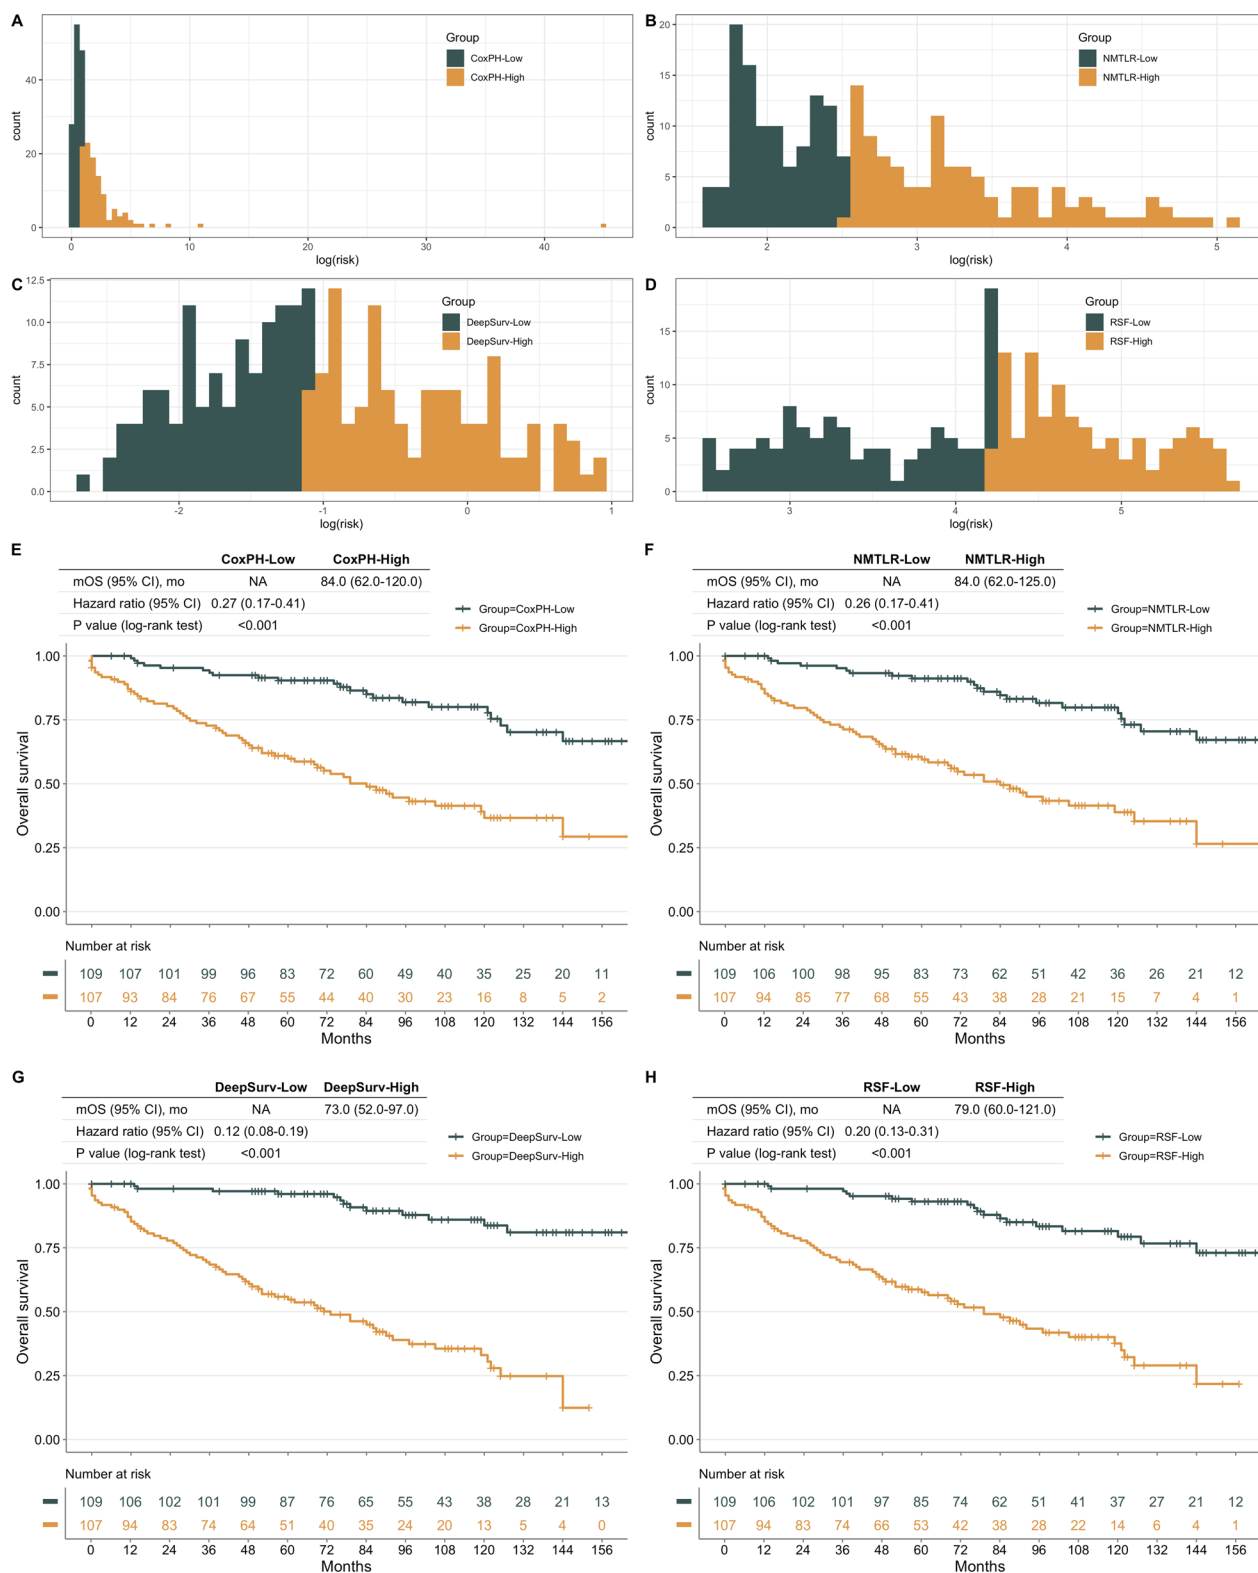 A
Group
CoxPH-Low
CoxPH-High
count
40
20
0
0 10 20 30 40
log(risk)
B
Group
NMTLR-Low
NMTLR-High
count
20
15
10
5
0
2 3 4 5
log(risk)
C
Group
DeepSurv-Low
DeepSurv-High
count
12.5
10.0
7.5
5.0
2.5
0.0
-2 -1 0 1
log(risk)
D
Group
RSF-Low
RSF-High
count
15
10
5
0
3 4 5
log(risk)
E
CoxPH-Low CoxPH-High
mOS (95% CI), mo NA 84.0 (62.0-120.0)
Hazard ratio (95% CI) 0.27 (0.17-0.41)
P value (log-rank test) <0.001
Group=CoxPH-Low
Group=CoxPH-High
Overall survival
1.00
0.75
0.50
0.25
0.00
Number at risk
109 107 101 99 96 83 72 60 49 40 35 25 20 11
107 93 84 76 67 55 44 40 30 23 16 8 5 2
0 12 24 36 48 60 72 84 96 108 120 132 144 156
Months
F
NMTLR-Low NMTLR-High
mOS (95% CI), mo NA 84.0 (62.0-125.0)
Hazard ratio (95% CI) 0.26 (0.17-0.41)
P value (log-rank test) <0.001
Group=NMTLR-Low
Group=NMTLR-High
Overall survival
1.00
0.75
0.50
0.25
0.00
Number at risk
109 106 100 98 95 83 73 62 51 42 36 26 21 12
107 94 85 77 68 55 43 38 28 21 15 7 4 1
0 12 24 36 48 60 72 84 96 108 120 132 144 156
Months
G
DeepSurv-Low DeepSurv-High
mOS (95% CI), mo NA 73.0 (52.0-97.0)
Hazard ratio (95% CI) 0.12 (0.08-0.19)
P value (log-rank test) <0.001
Group=DeepSurv-Low
Group=DeepSurv-High
Overall survival
1.00
0.75
0.50
0.25
0.00
Number at risk
109 106 102 101 99 87 76 65 55 43 38 28 21 13
107 94 83 74 64 51 40 35 24 20 13 5 4 0
0 12 24 36 48 60 72 84 96 108 120 132 144 156
Months
H
RSF-Low RSF-High
mOS (95% CI), mo NA 79.0 (60.0-121.0)
Hazard ratio (95% CI) 0.20 (0.13-0.31)
P value (log-rank test) <0.001
Group=RSF-Low
Group=RSF-High
Overall survival
1.00
0.75
0.50
0.25
0.00
Number at risk
109 106 102 101 97 85 74 62 51 41 37 27 21 12
107 94 83 74 66 53 42 38 28 22 14 6 4 1
0 12 24 36 48 60 72 84 96 108 120 132 144 156
Months